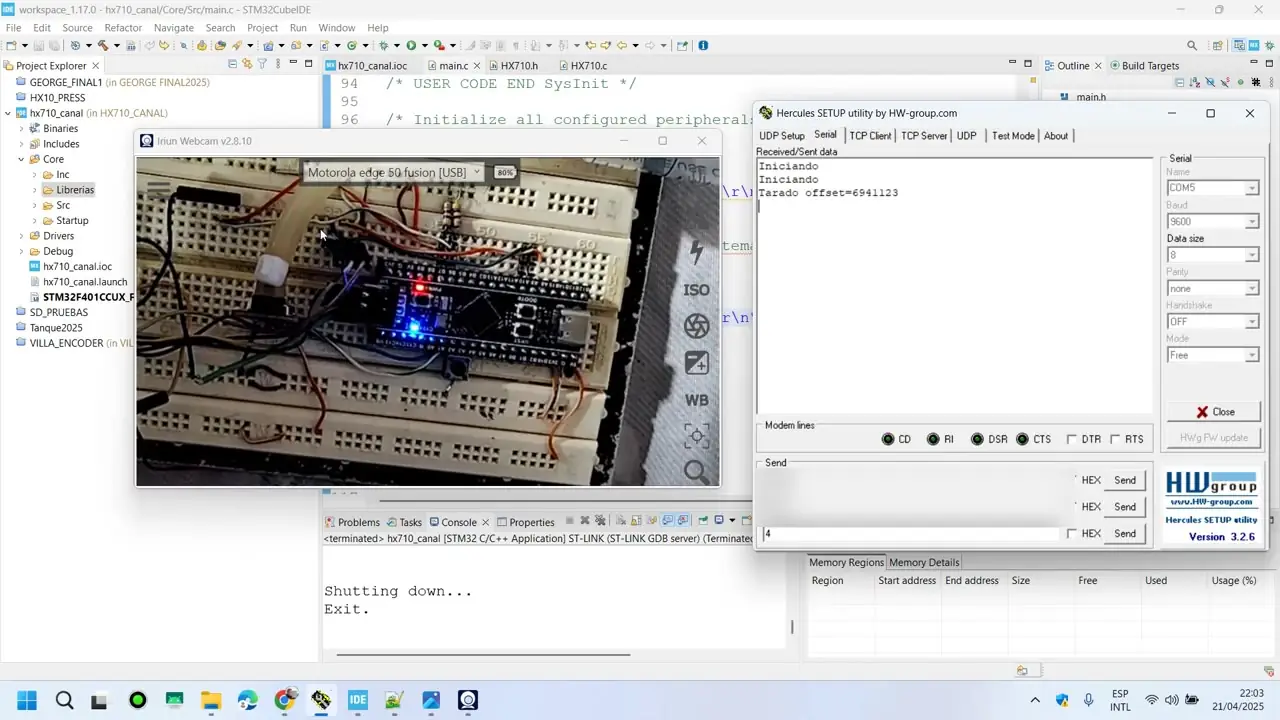 workspace_1.17.0 - hx710_canal/Core/Src/main.c - STM32CubeIDE
File Edit Source Refactor Navigate Search Project Run Window Help
Project Explorer
GEORGE_FINAL1 (in GEORGE FINAL2025)
HX10_PRESS
hx710_canal (in HX710_CANAL)
Binaries
Includes
Core
Inc
Librerias
Src
Startup
Drivers
Debug
hx710_canal.ioc
hx710_canal.launch
STM32F401CCUX_F
SD_PRUEBAS
Tanque2025
VILLA_ENCODER (in VIL
hx710_canal.ioc main.c HX710.h HX710.c
94 /* USER CODE END SysInit */
95
96 /* Initialize all configured peripherals
\r\n
tema
r\n
Outline Build Targets
main.h
Iriun Webcam v2.8.10
Motorola edge 50 fusion [USB] 80%
ISO
WB
55 60
Hercules SETUP utility by HW-group.com
UDP Setup Serial TCP Client TCP Server UDP Test Mode About
Received/Sent data
Iniciando
Iniciando
Tarado offset=6941123
Serial
Name
COM5
Baud
9600
Data size
8
Parity
none
Handshake
OFF
Mode
Free
Close
HWg FW update
Modem lines
CD RI DSR CTS DTR RTS
Send
HEX Send
HEX Send
4 HEX Send
HWgroup
www.HW-group.com
Hercules SETUP utility
Version 3.2.6
Problems Tasks Console Properties
<terminated> hx710_canal [STM32 C/C++ Application] ST-LINK (ST-LINK GDB server) (Terminated
Shutting down...
Exit.
Memory Regions Memory Details
Region Start address End address Size Free Used Usage (%)
IDE
ESP
INTL
22:03
21/04/2025